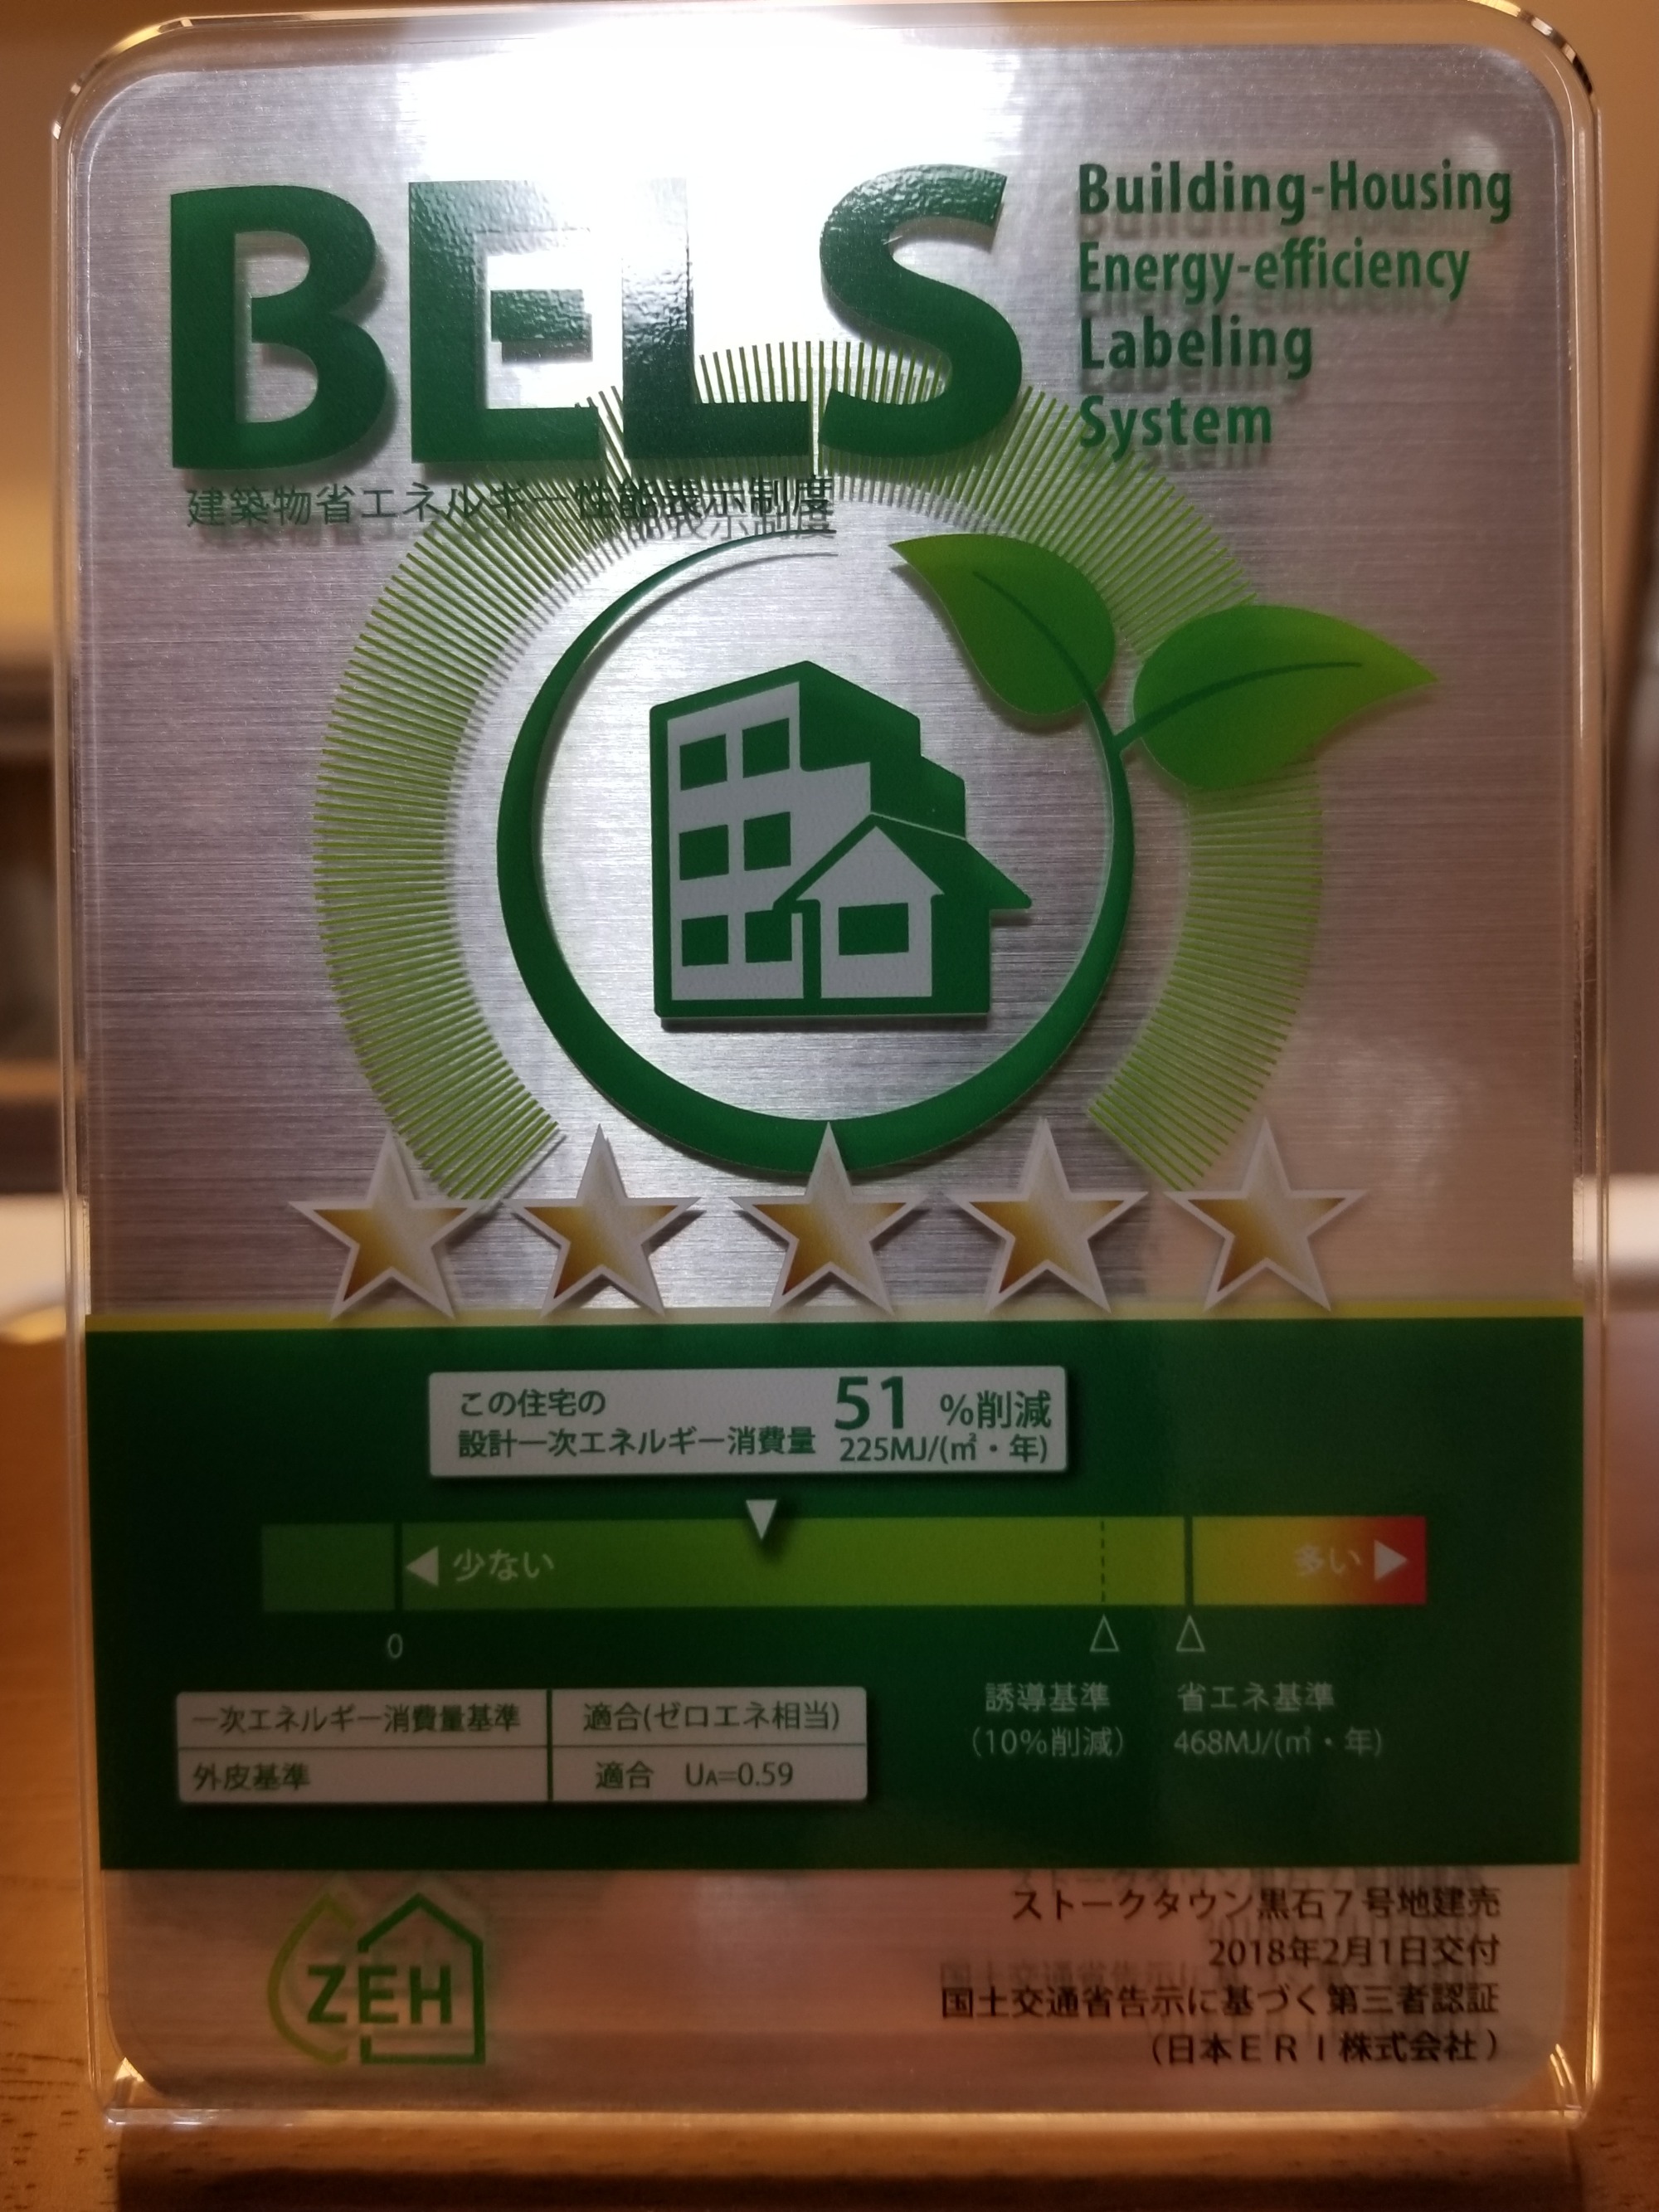 BELS
Building-Housing
Energy-efficiency
Labeling
System
建築物省エネルギー性能表示制度
この住宅の
設計一次エネルギー消費量
51 %削減
225MJ/(㎡・年)
少ない
多い
0
誘導基準
(10%削減)
省エネ基準
468MJ/(㎡・年)
一次エネルギー消費量基準 適合(ゼロエネ相当)
外皮基準 適合 UA=0.59
ZEH
ストークタウン黒石7号地建売
2018年2月1日交付
国土交通省告示に基づく第三者認証
(日本ERI株式会社)